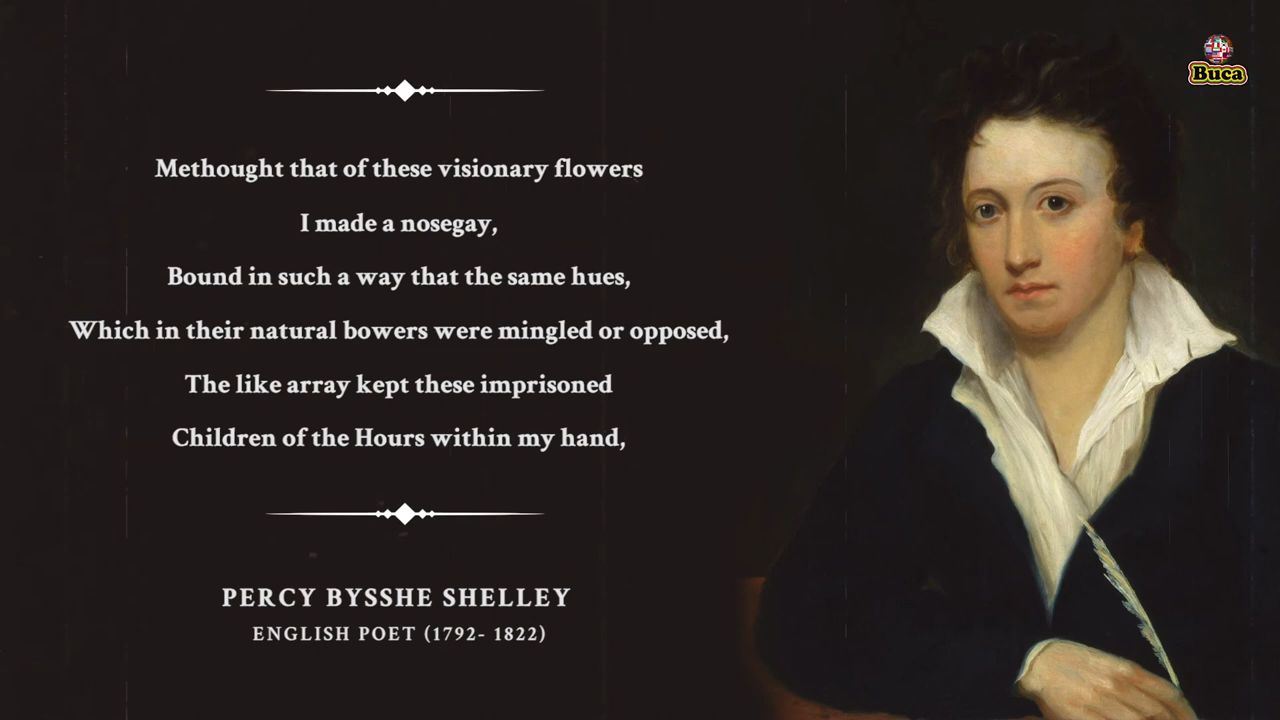 Buca
Methought that of these visionary flowers
I made a nosegay,
Bound in such a way that the same hues,
Which in their natural bowers were mingled or opposed,
The like array kept these imprisoned
Children of the Hours within my hand,
PERCY BYSSHE SHELLEY
ENGLISH POET (1792- 1822)